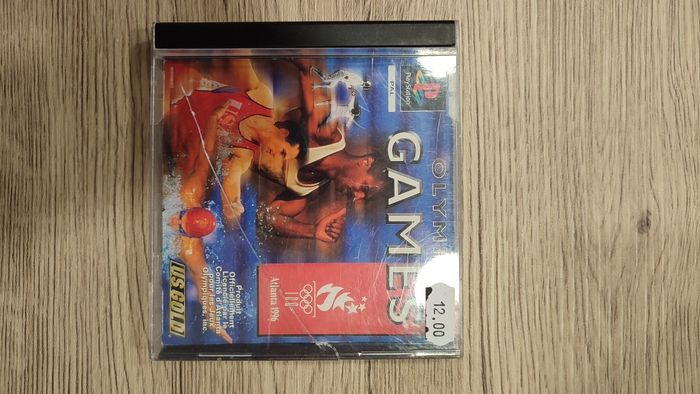 PlayStation
PAL
OLYM
GAMES
12,00
Atlanta 1996
Produit
Officiellement
Licencié par le
Comité d'Atlanta
pour les Jeux
Olympiques, inc.
US GOLD